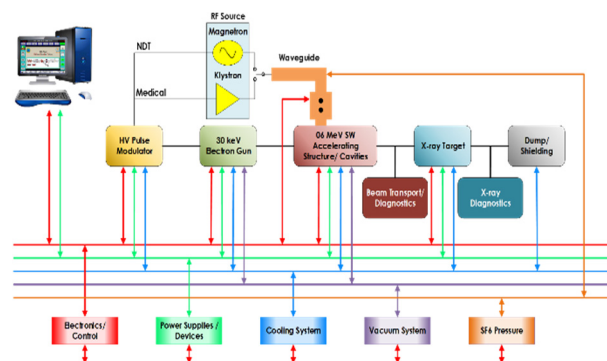 RF Source
Magnetron
NDT
Klystron
Medical
Waveguide
HV Pulse
Modulator
30 keV
Electron Gun
06 MeV SW
Accelerating
Structure/ Cavities
X-ray Target
Dump/
Shielding
Beam Transport/
Diagnostics
X-ray
Diagnostics
Electronics/
Control
Power Supplies /
Devices
Cooling System
Vacuum System
SF6 Pressure